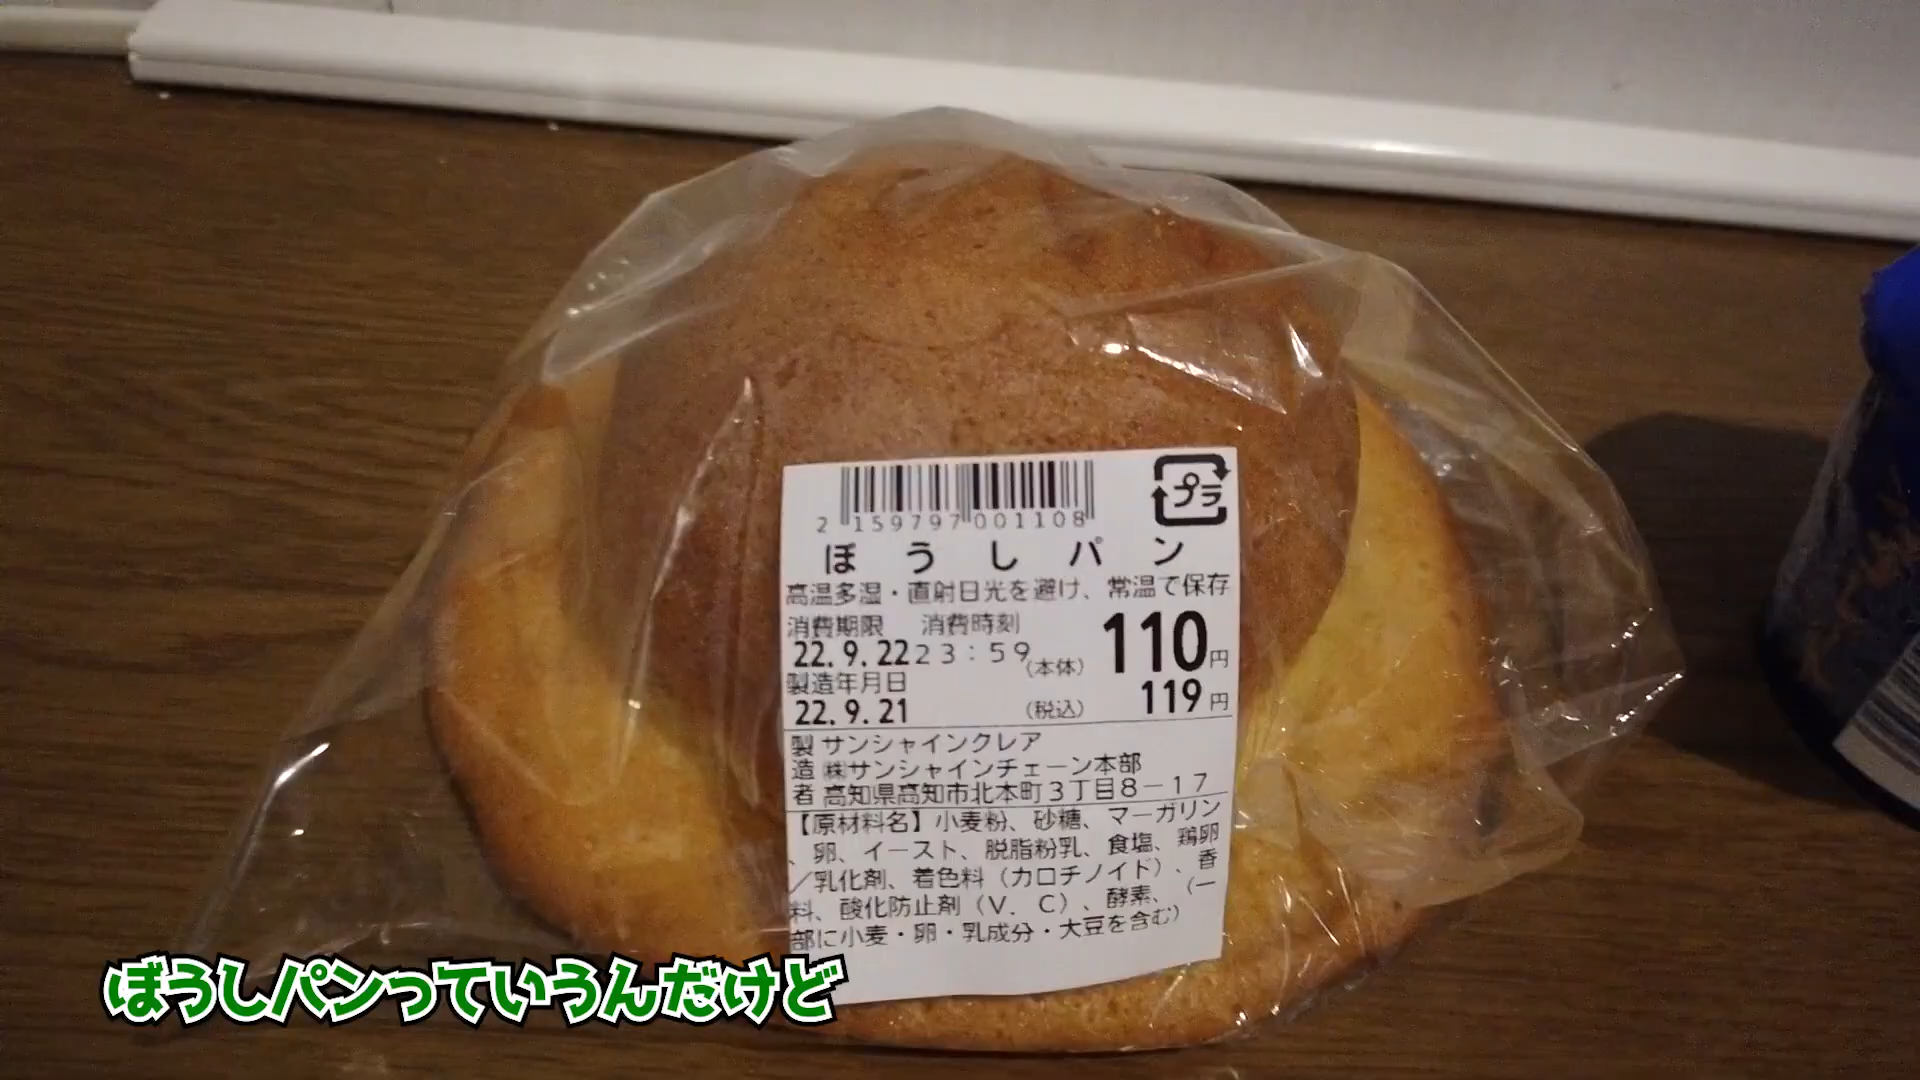 2 159797 001108
プラ
ぼうしパン
高温多湿・直射日光を避け、常温で保存
消費期限 消費時刻
22.9.22 23:59 (本体) 110円
製造年月日
22.9.21 (税込) 119円
製 サンシャインクレア
造 ㈱サンシャインチェーン本部
者 高知県高知市北本町3丁目8－17
【原材料名】小麦粉、砂糖、マーガリン
、卵、イースト、脱脂粉乳、食塩、鶏卵
／乳化剤、着色料（カロチノイド）、香
料、酸化防止剤（V．C）、酵素、（一
部に小麦・卵・乳成分・大豆を含む）
ぼうしパンっていうんだけど